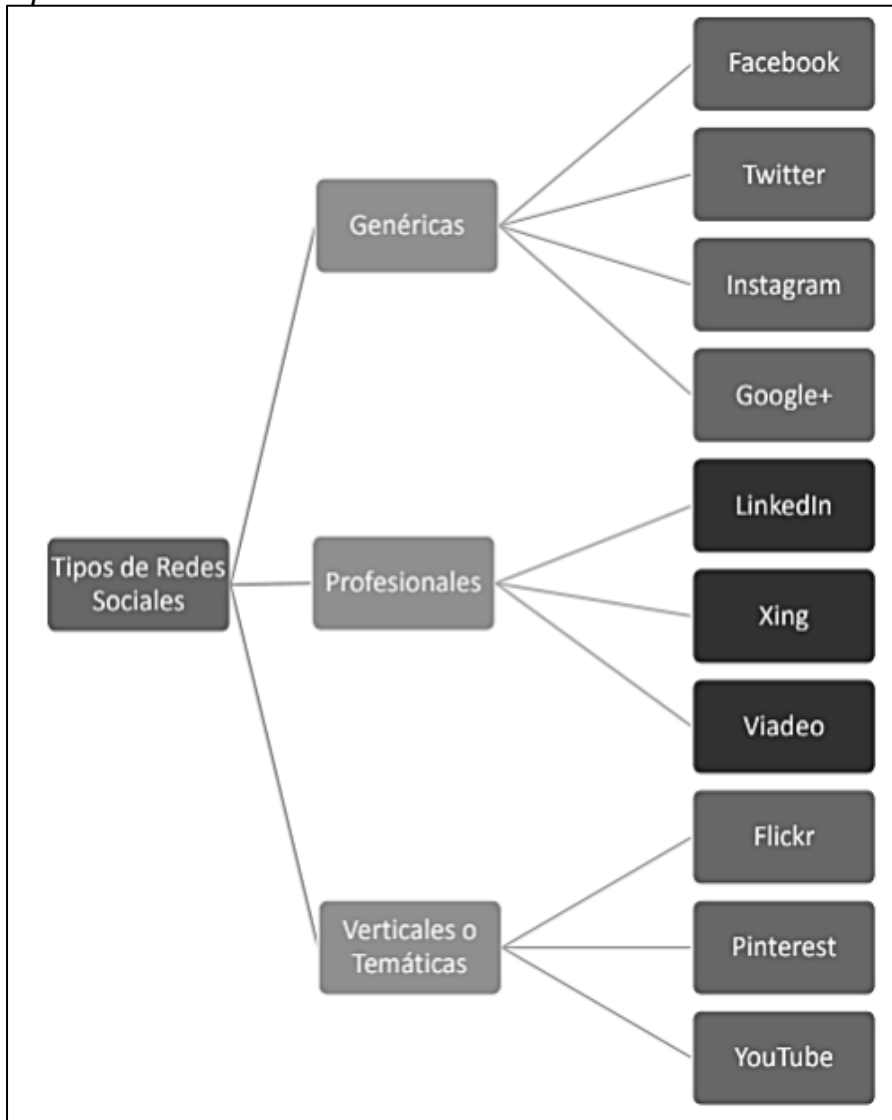 Tipos de Redes
Sociales
Genéricas
Facebook
Twitter
Instagram
Google+
Profesionales
LinkedIn
Xing
Viadeo
Verticales o
Temáticas
Flickr
Pinterest
YouTube